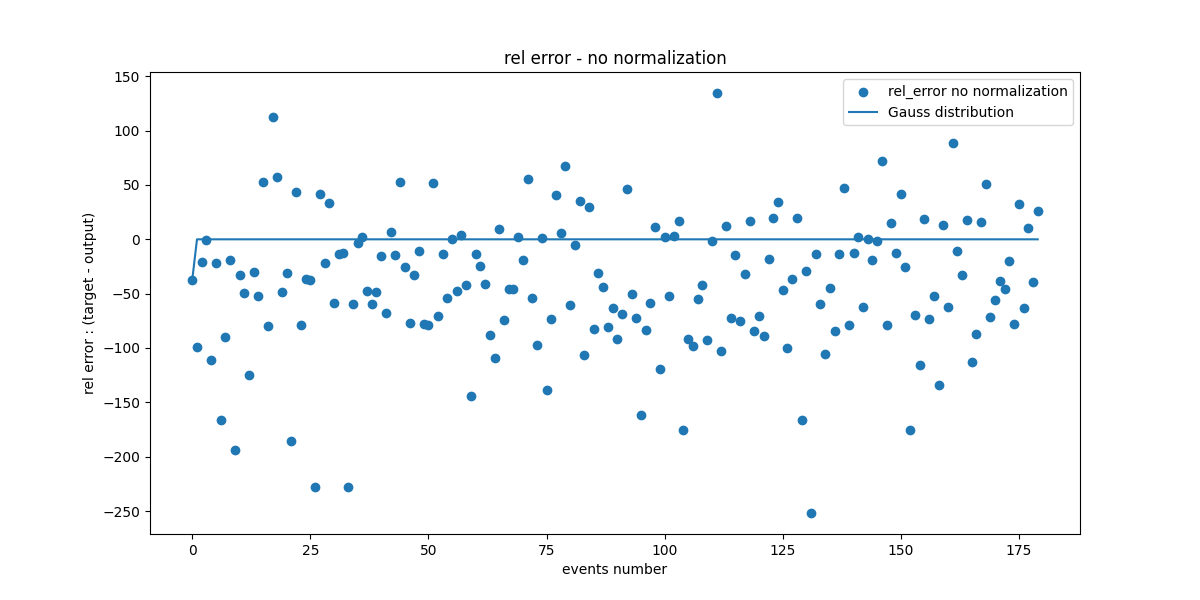 rel error - no normalization
rel_error no normalization
Gauss distribution
rel error : (tarrget - output)
150
100
50
0
−50
−100
−150
−200
−250
0 25 50 75 100 125 150 175
events number